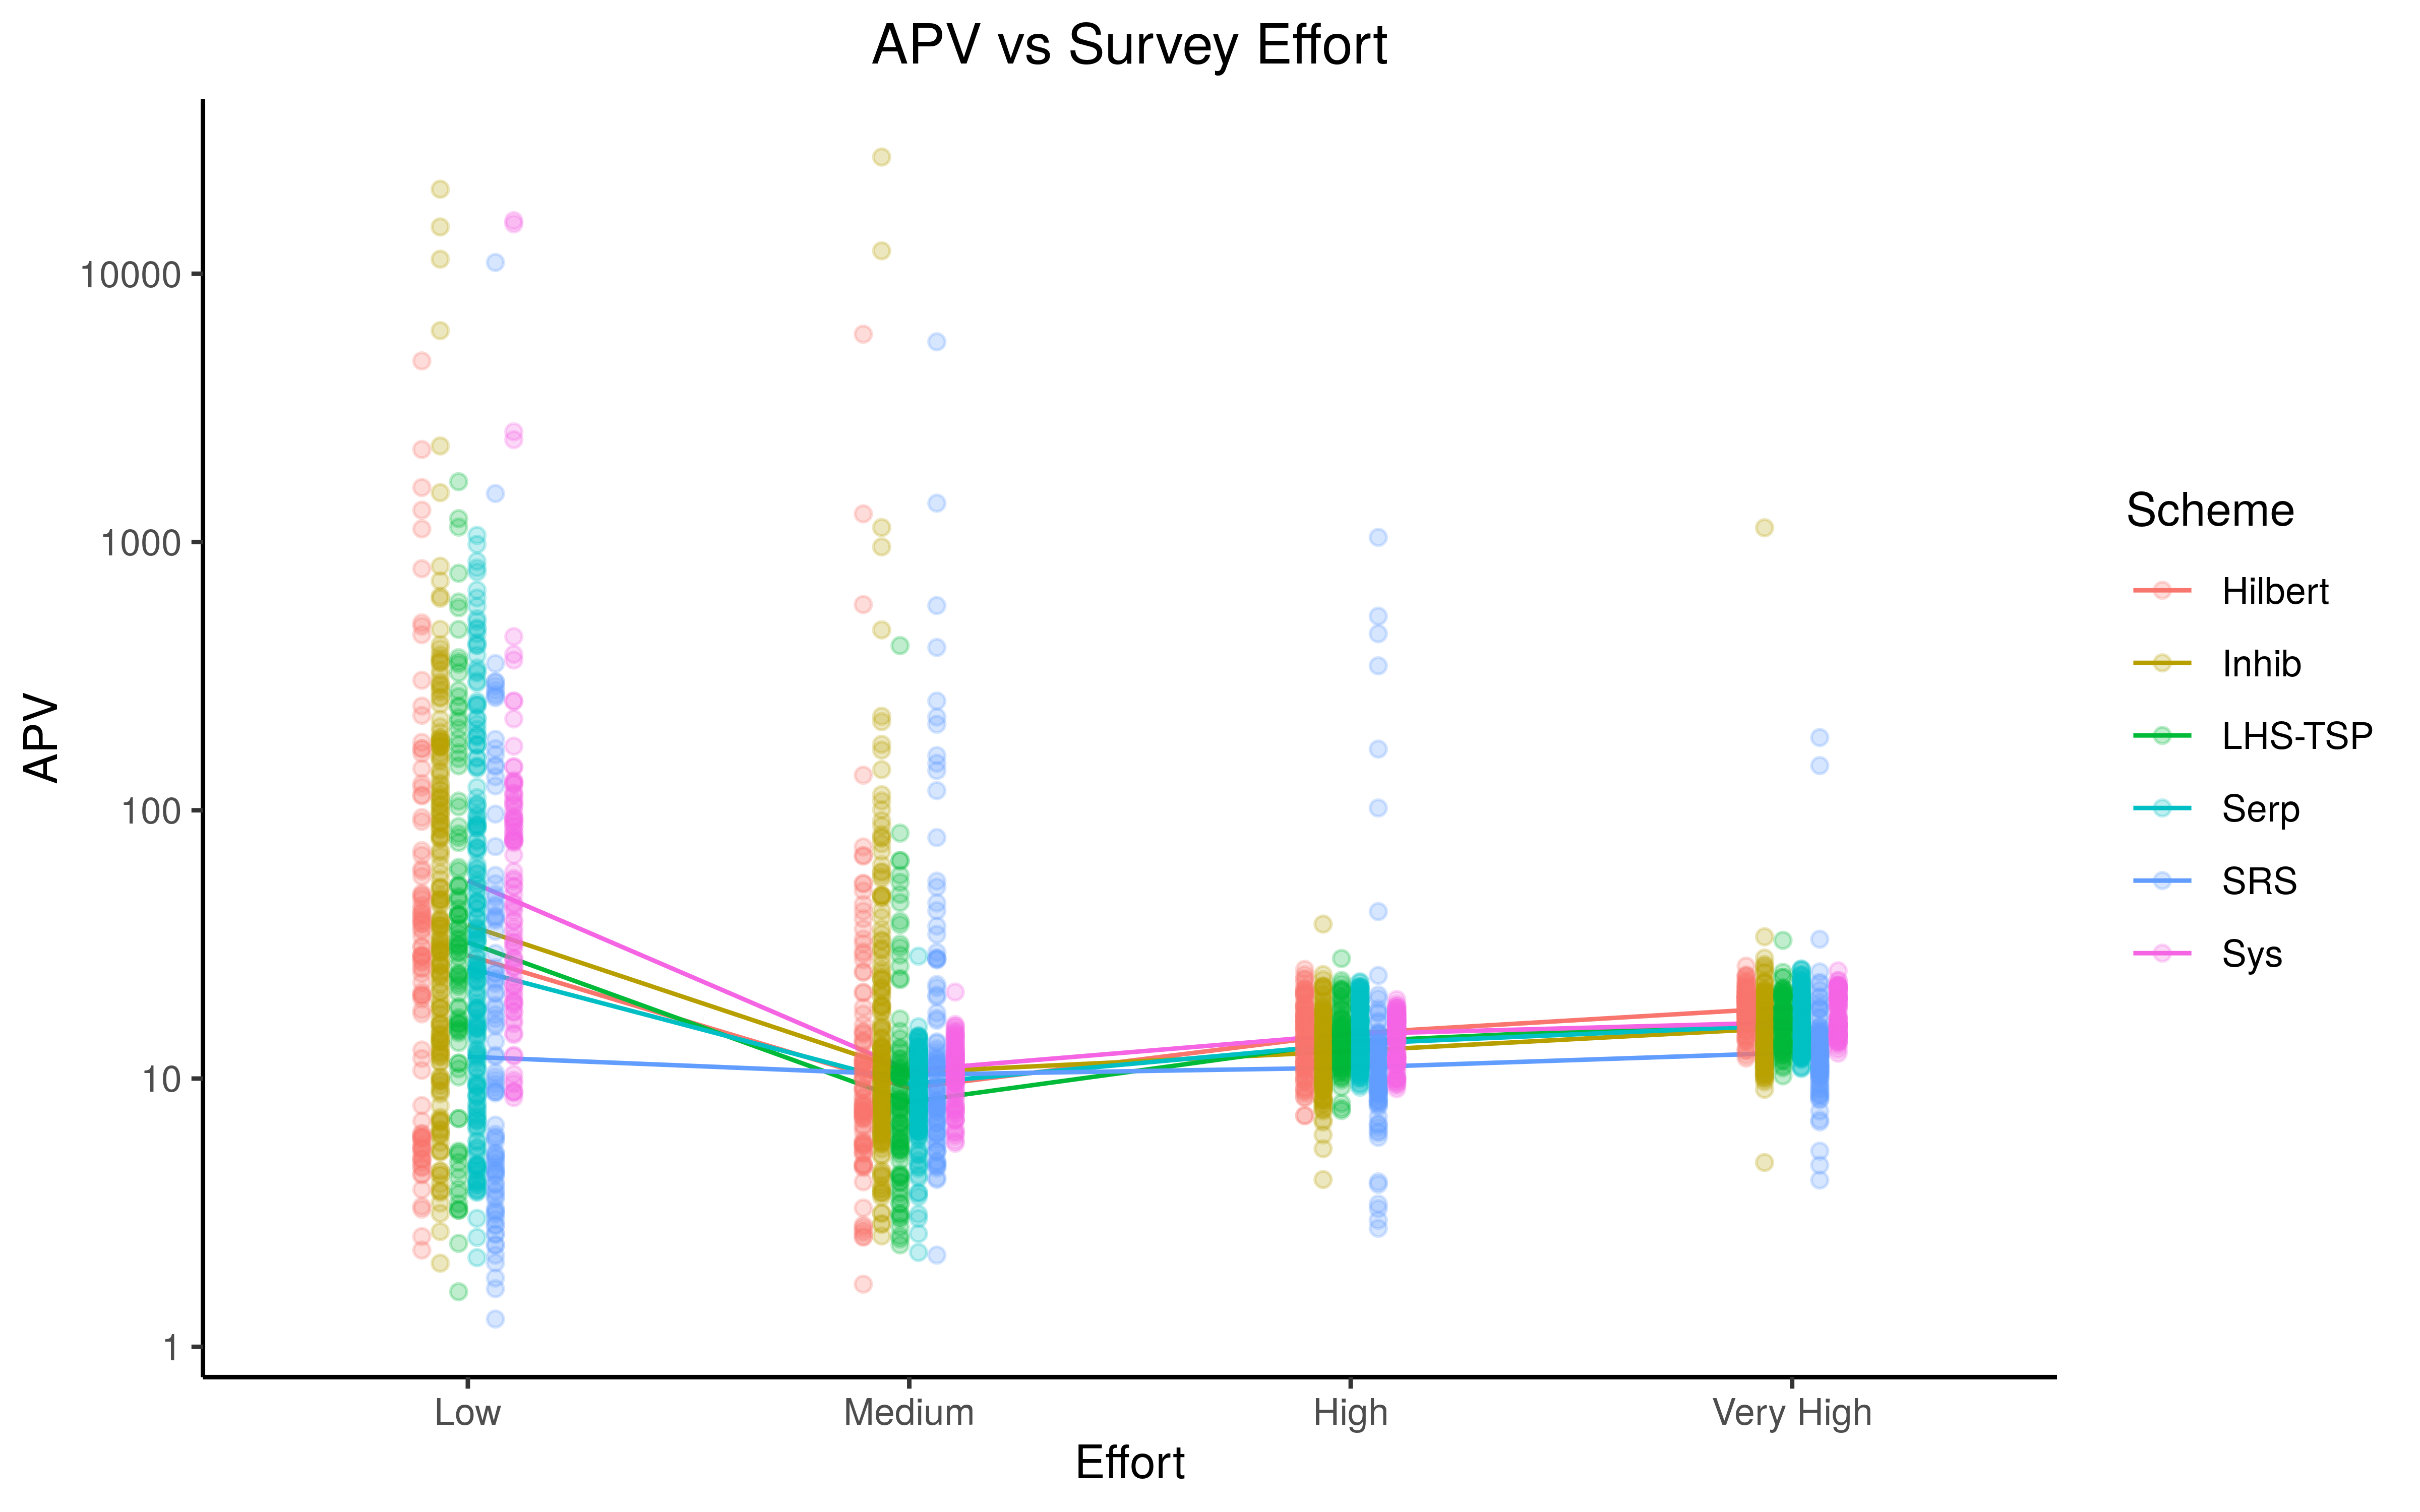 APV vs Survey Effort
APV
10000
1000
100
10
1
Low
Medium
High
Very High
Effort
Scheme
Hilbert
Inhib
LHS-TSP
Serp
SRS
Sys